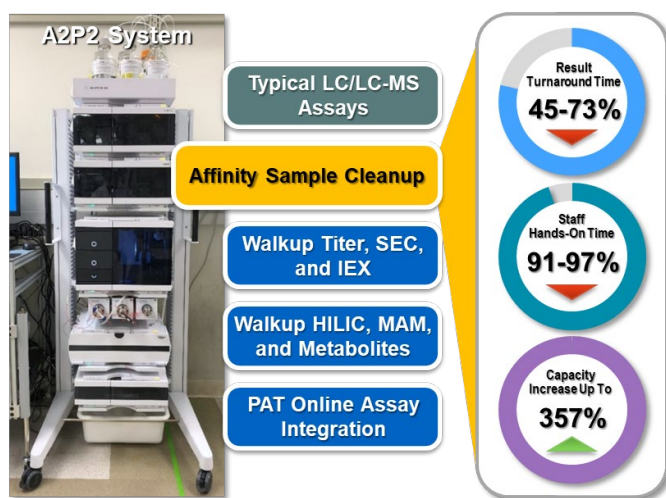 A2P2 System
Typical LC/LC-MS
Assays
Affinity Sample Cleanup
Walkup Titer, SEC,
and IEX
Walkup HILIC, MAM,
and Metabolites
PAT Online Assay
Integration
Result
Turnaround Time
45-73%
Staff
Hands-On Time
91-97%
Capacity
Increase Up To
357%